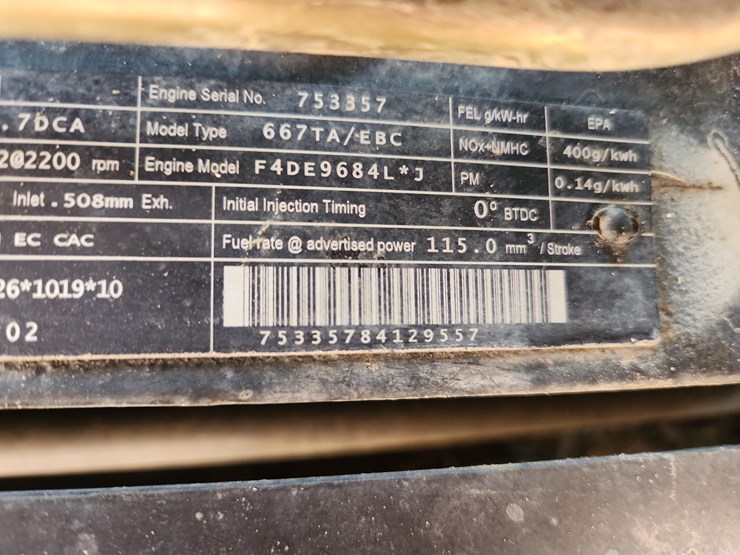 Engine Serial No. 753357 FEL g/kW-hr EPA
.7DCA Model Type 667TA/EBC NOx+NMHC 400g/kwh
2@2200 rpm Engine Model F4DE9684L*J PM 0.14g/kwh
Inlet .508mm Exh. Initial Injection Timing 0° BTDC
EC CAC Fuel rate @ advertised power 115.0 mm³ / Stroke
26*1019*10
02
75335784129557